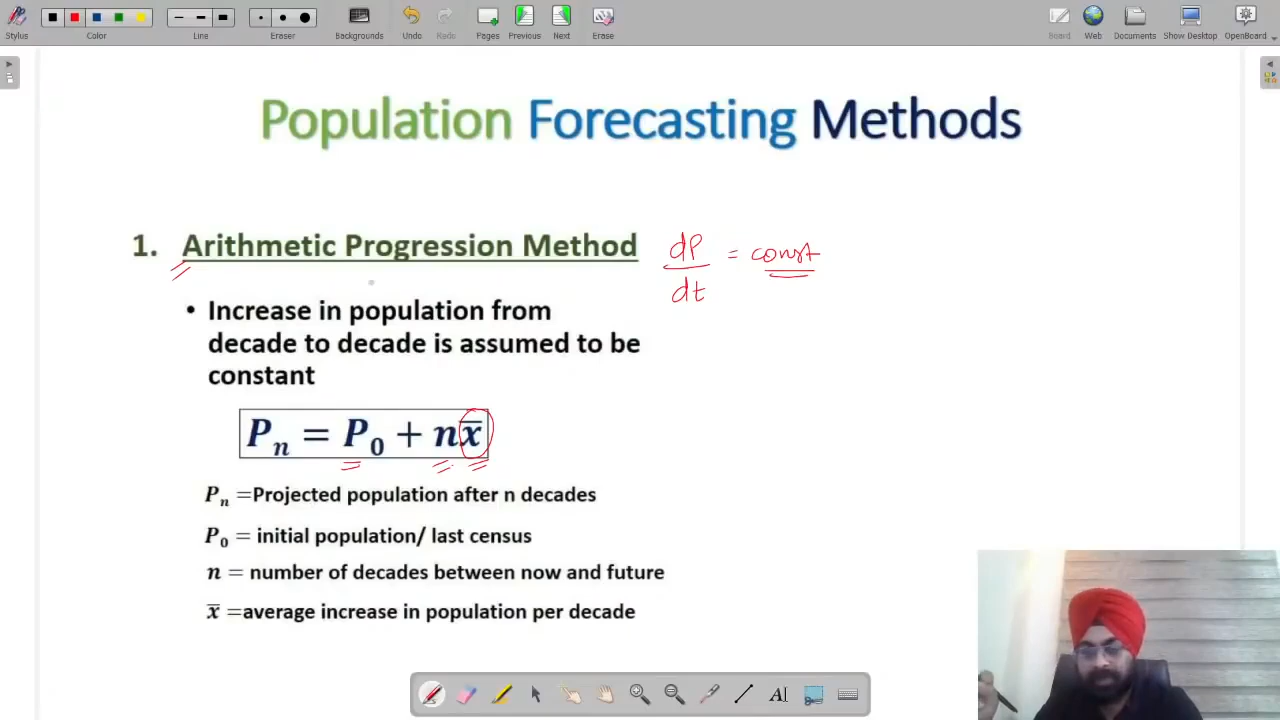 Stylus
Color
Line
Eraser
Backgrounds
Undo
Redo
Pages
Previous
Next
Erase
Board
Web
Documents
Show Desktop
OpenBoard
Population Forecasting Methods
1. Arithmetic Progression Method
dP/dt = const
• Increase in population from
decade to decade is assumed to be
constant
Pₙ = P₀ + nx̅
Pₙ =Projected population after n decades
P₀ = initial population/ last census
n = number of decades between now and future
x̅ =average increase in population per decade
AI